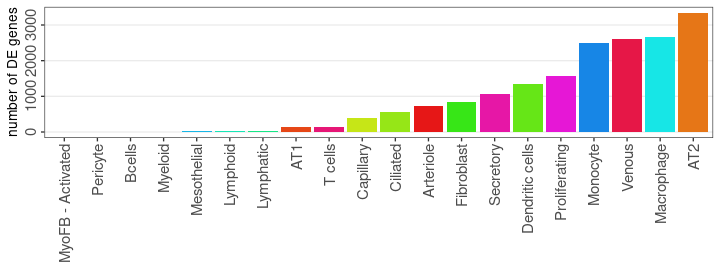 number of DE genes
3000
2000
1000
0
MyoFB - Activated
Pericyte
Bcells
Myeloid
Mesothelial
Lymphoid
Lymphatic
AT1
T cells
Capillary
Ciliated
Arteriole
Fibroblast
Secretory
Dendritic cells
Proliferating
Monocyte
Venous
Macrophage
AT2